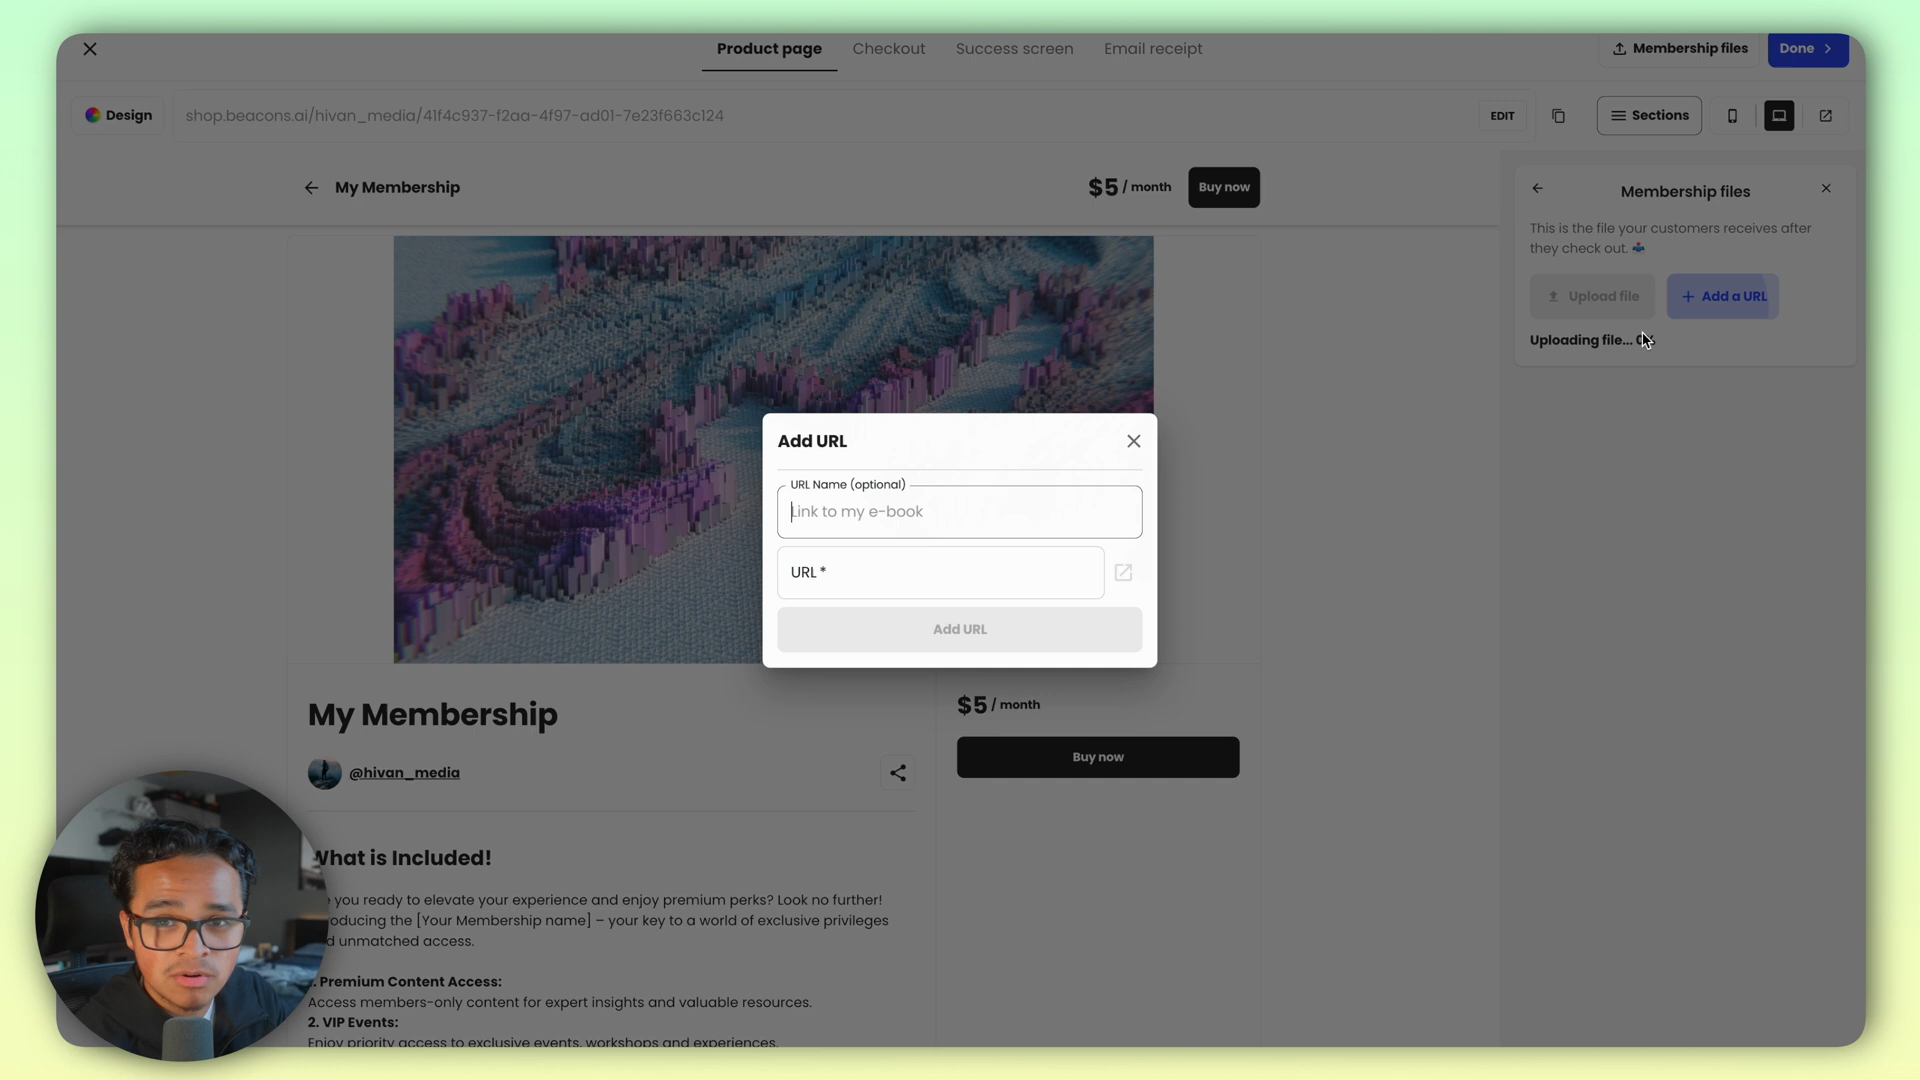 Product page
Checkout
Success screen
Email receipt
Membership files
Done
Design
shop.beacons.ai/hivan_media/41f4c937-f2aa-4f97-ad01-7e23f663c124
EDIT
Sections
My Membership
$5 / month
Buy now
Membership files
This is the file your customers receives after
they check out.
Upload file
+ Add a URL
Uploading file...
Add URL
URL Name (optional)
Link to my e-book
URL *
Add URL
My Membership
@hivan_media
$5 / month
Buy now
What is Included!
you ready to elevate your experience and enjoy premium perks? Look no further!
the [Your Membership name] – your key to a world of exclusive privileges
unmatched access.
Premium Content Access:
Access members-only content for expert insights and valuable resources.
2. VIP Events:
Enjoy priority access to exclusive events, workshops and experiences.